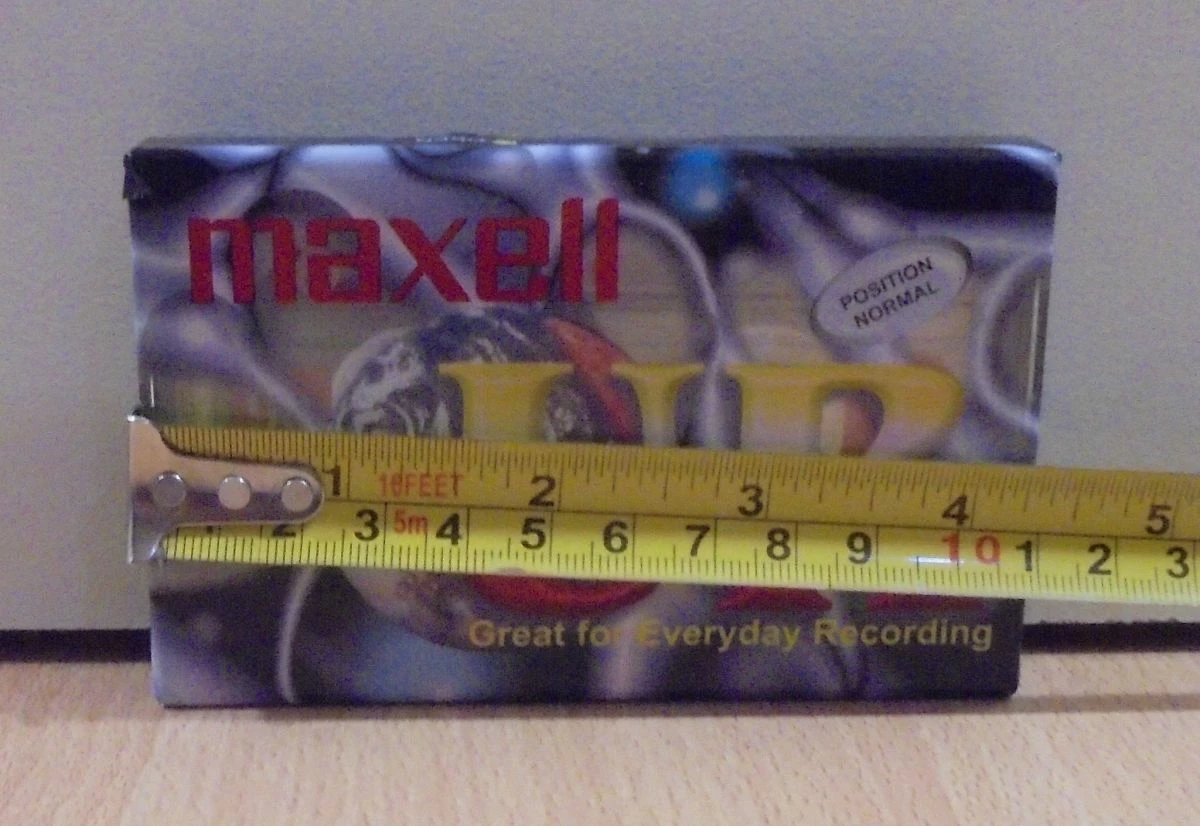 maxell
POSITION
NORMAL
UR
1 16FEET 2 3 4 5
1 2 3 5m 4 5 6 7 8 9 10 1 2 3
Great for Everyday Recording